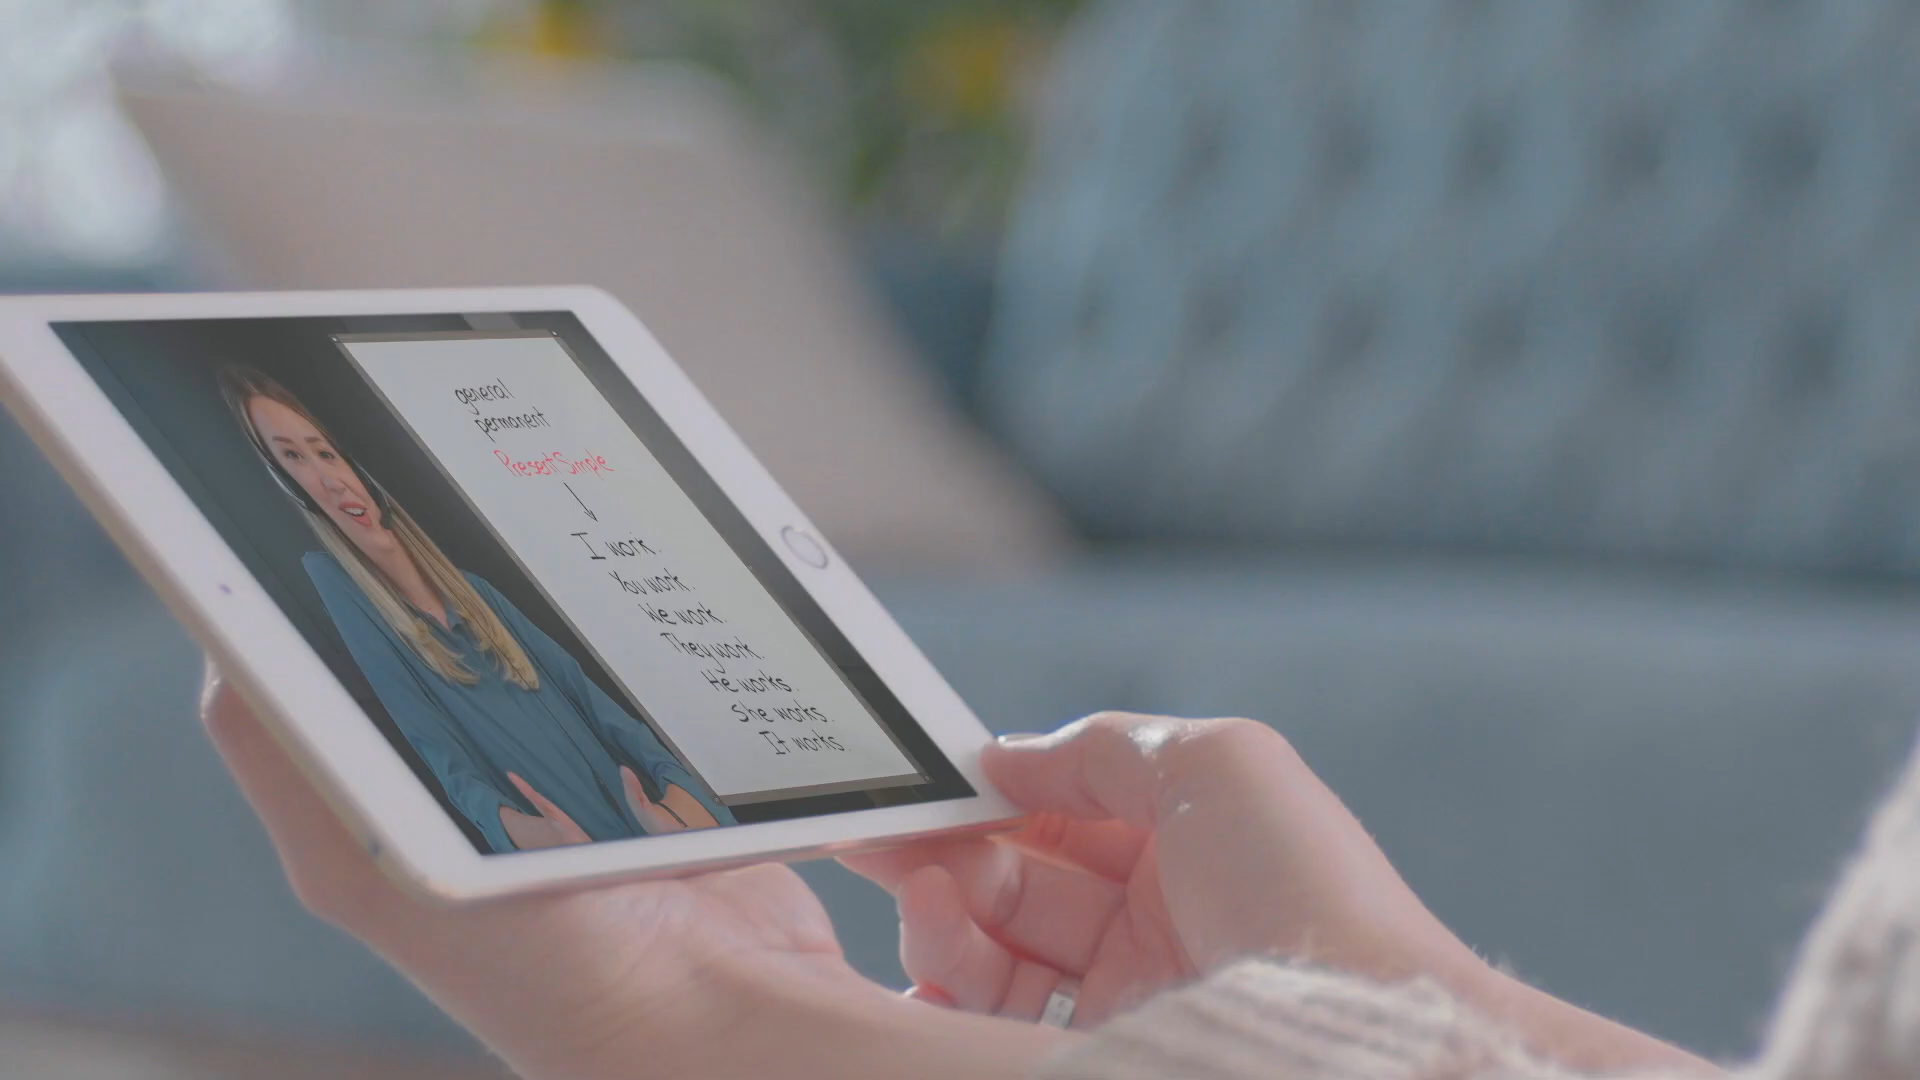 general
permanent
Present Simple
I work.
You work.
We work.
They work.
He works.
She works.
It works.